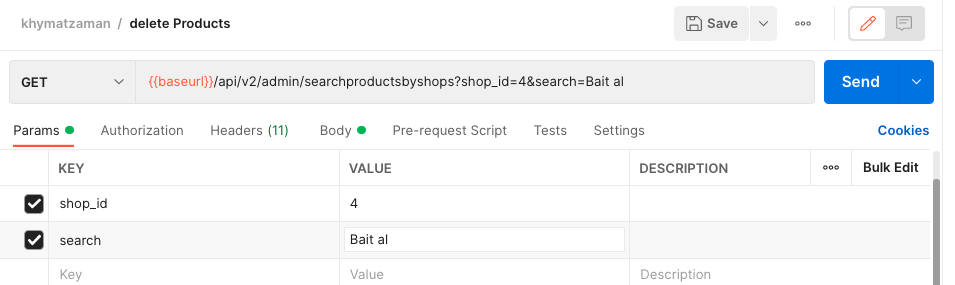 khymatzaman / delete Products
Save
GET
{{baseurl}}/api/v2/admin/searchproductsbyshops?shop_id=4&search=Bait al
Send
Params Authorization Headers (11) Body Pre-request Script Tests Settings Cookies
KEY VALUE DESCRIPTION Bulk Edit
shop_id 4
search Bait al
Key Value Description